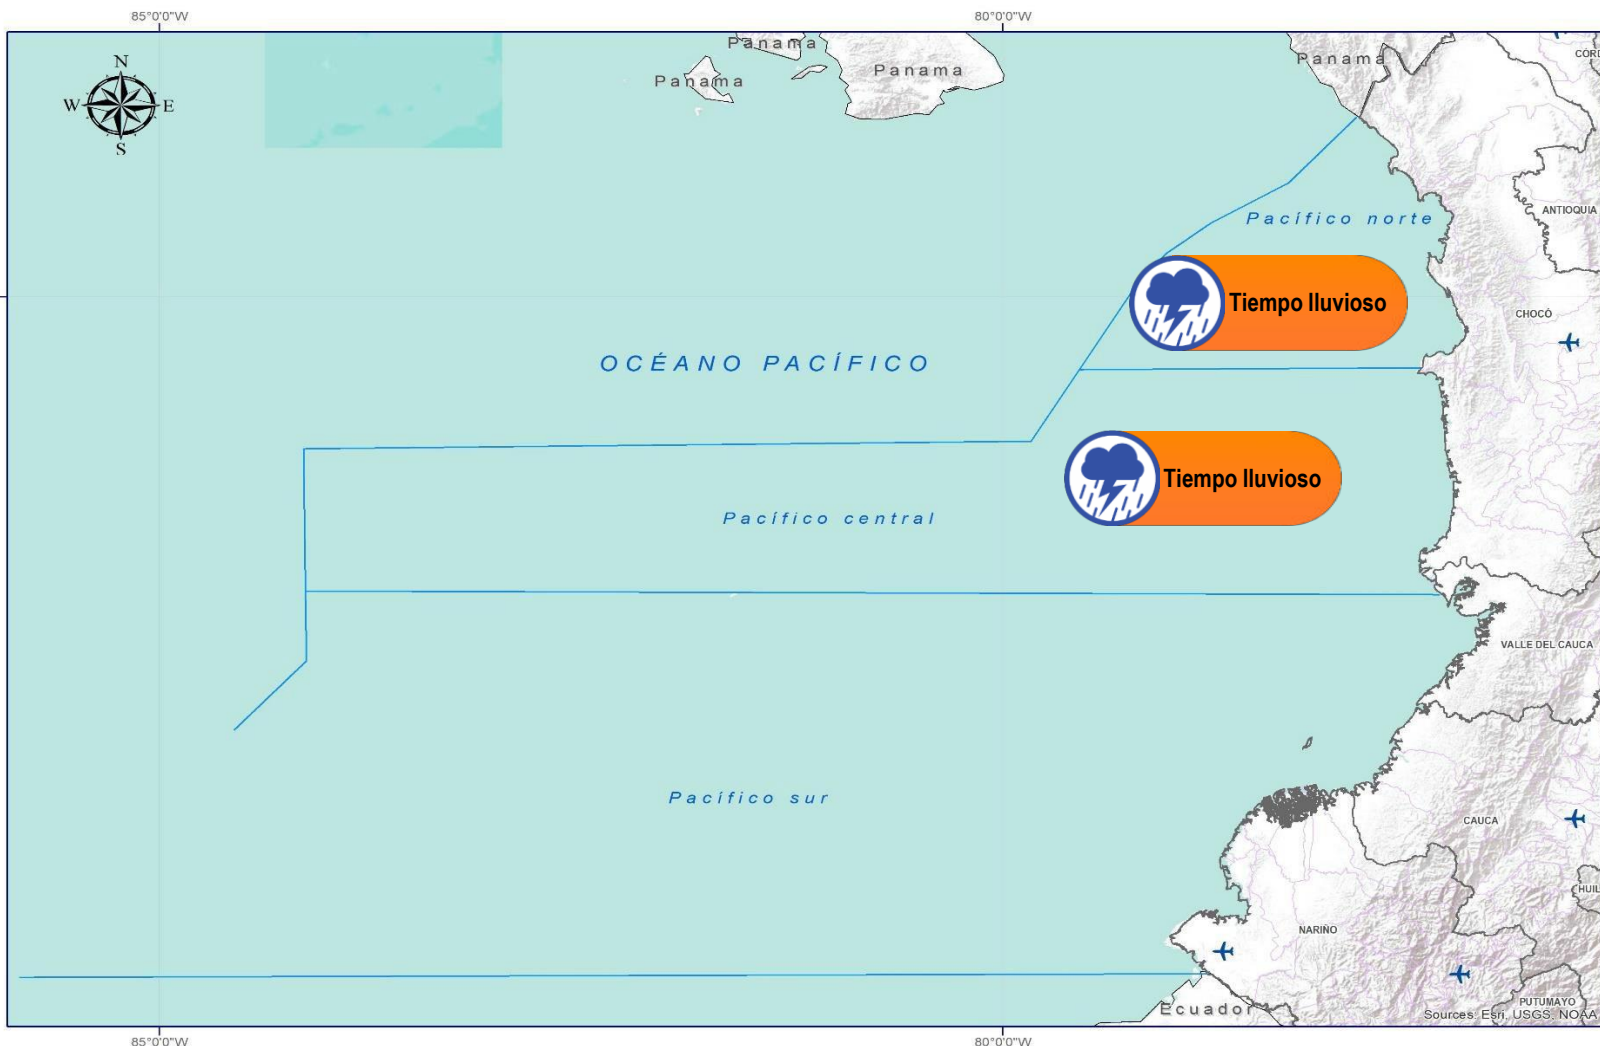 85°0'0"W
80°0'0"W
N
W
E
S
Panama
Panama
Panama
Panama
ANTIOQUIA
Pacífico norte
Tiempo lluvioso
CHOCÓ
OCÉANO PACÍFICO
Tiempo lluvioso
Pacífico central
VALLE DEL CAUCA
Pacífico sur
CAUCA
HUIL
NARIÑO
PUTUMAYO
Ecuador
Sources: Esri, USGS, NOAA
85°0'0"W
80°0'0"W